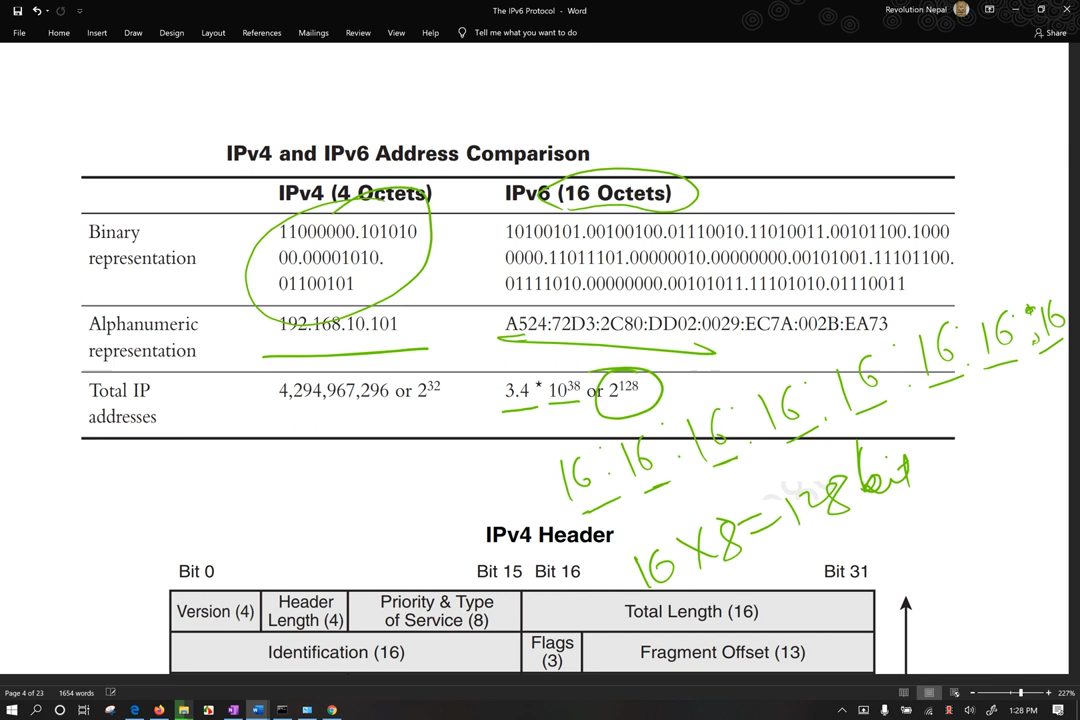 The IPv6 Protocol - Word
Revolution Nepal
File Home Insert Draw Design Layout References Mailings Review View Help Tell me what you want to do Share
IPv4 and IPv6 Address Comparison
IPv4 (4 Octets) IPv6 (16 Octets)
Binary 11000000.101010 10100101.00100100.01110010.11010011.00101100.1000
representation 00.00001010. 0000.11011101.00000010.00000000.00101001.11101100.
01100101 01111010.00000000.00101011.11101010.01110011
Alphanumeric 192.168.10.101 A524:72D3:2C80:DD02:0029:EC7A:002B:EA73
representation
Total IP 4,294,967,296 or 2³² 3.4 * 10³⁸ or 2¹²⁸
addresses
16 : 16 : 16 : 16 : 16 : 16 : 16 : 16
16 X 8 = 128 bit
IPv4 Header
Bit 0 Bit 15 Bit 16 Bit 31
Version (4) Header Length (4) Priority & Type of Service (8) Total Length (16)
Identification (16) Flags (3) Fragment Offset (13)
Page 4 of 23 1654 words 227%
1:28 PM